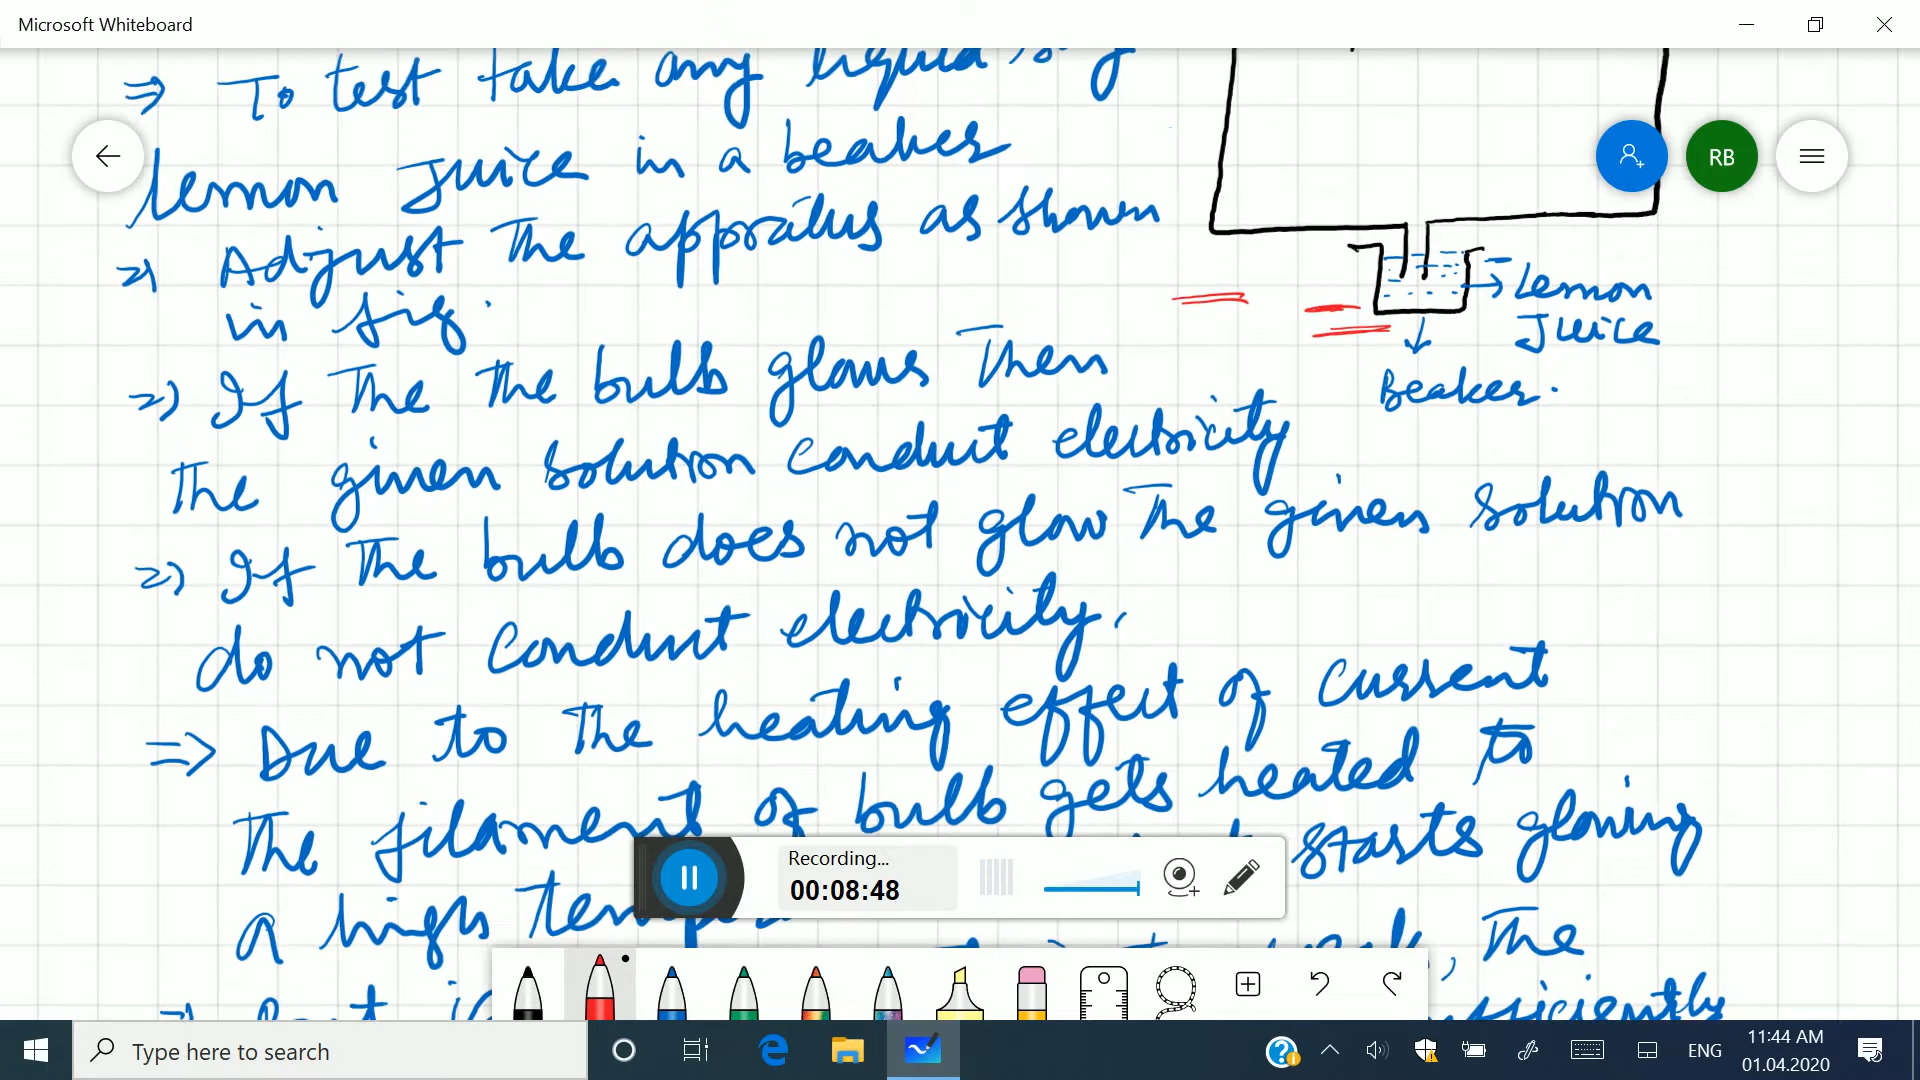 Microsoft Whiteboard
⇒ To test take any liquid say
lemon Juice in a beaker
⇒ Adjust the appratus as shown
in fig.
⇒ If the the bulb glows then
the given solution conduct electricity
⇒ If the bulb does not glow the given solution
do not conduct electricity.
⇒ Due to the heating effect of current
the filament of bulb gets heated to
a high starts glowing
the
sufficiently
Lemon
Juice
Beaker.
RB
Recording...
00:08:48
Type here to search
ENG
11:44 AM
01.04.2020